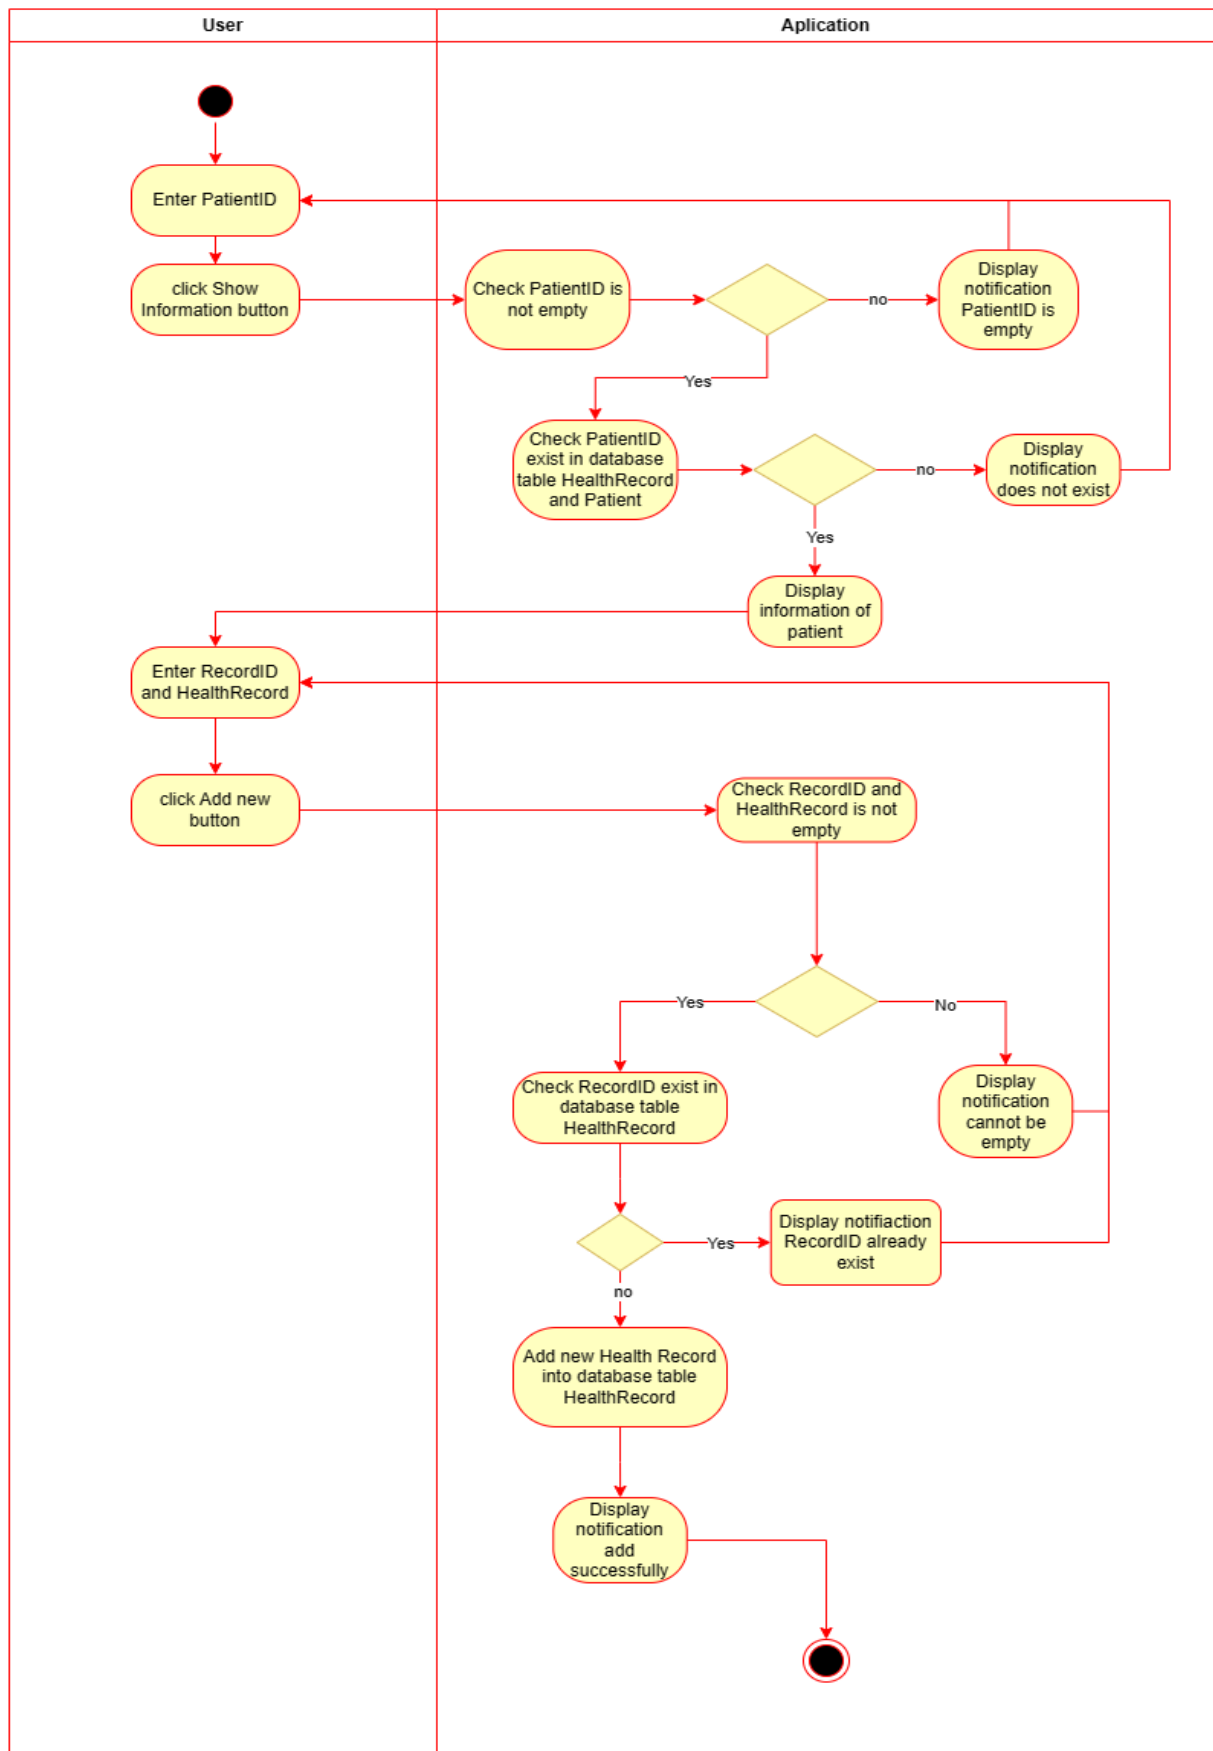 User
Aplication
Enter PatientID
click Show
Information button
Check PatientID is
not empty
no
Display
notification
PatientID is
empty
Yes
Check PatientID
exist in database
table HealthRecord
and Patient
no
Display
notification
does not exist
Yes
Display
information of
patient
Enter RecordID
and HealthRecord
click Add new
button
Check RecordID and
HealthRecord is not
empty
Yes
No
Check RecordID exist in
database table
HealthRecord
Display
notification
cannot be
empty
Yes
Display notifiaction
RecordID already
exist
no
Add new Health Record
into database table
HealthRecord
Display
notification
add
successfully